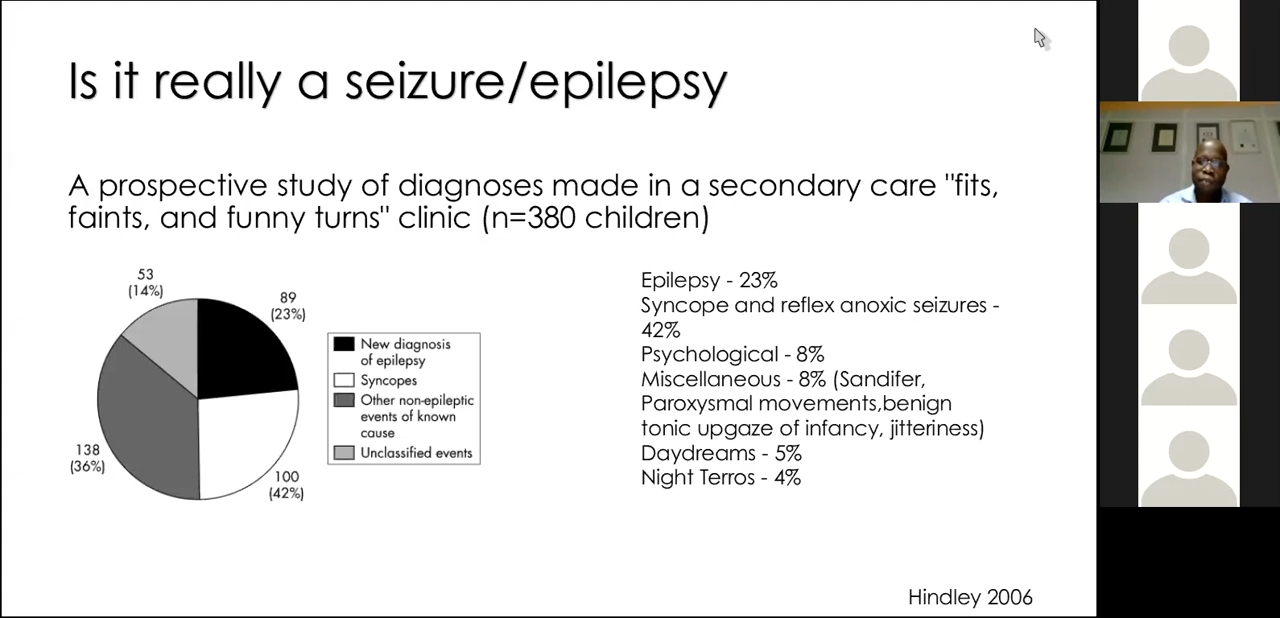 Is it really a seizure/epilepsy
A prospective study of diagnoses made in a secondary care "fits,
faints, and funny turns" clinic (n=380 children)
53
(14%)
89
(23%)
138
(36%)
100
(42%)
New diagnosis
of epilepsy
Syncopes
Other non-epileptic
events of known
cause
Unclassified events
Epilepsy - 23%
Syncope and reflex anoxic seizures -
42%
Psychological - 8%
Miscellaneous - 8% (Sandifer,
Paroxysmal movements,benign
tonic upgaze of infancy, jitteriness)
Daydreams - 5%
Night Terros - 4%
Hindley 2006